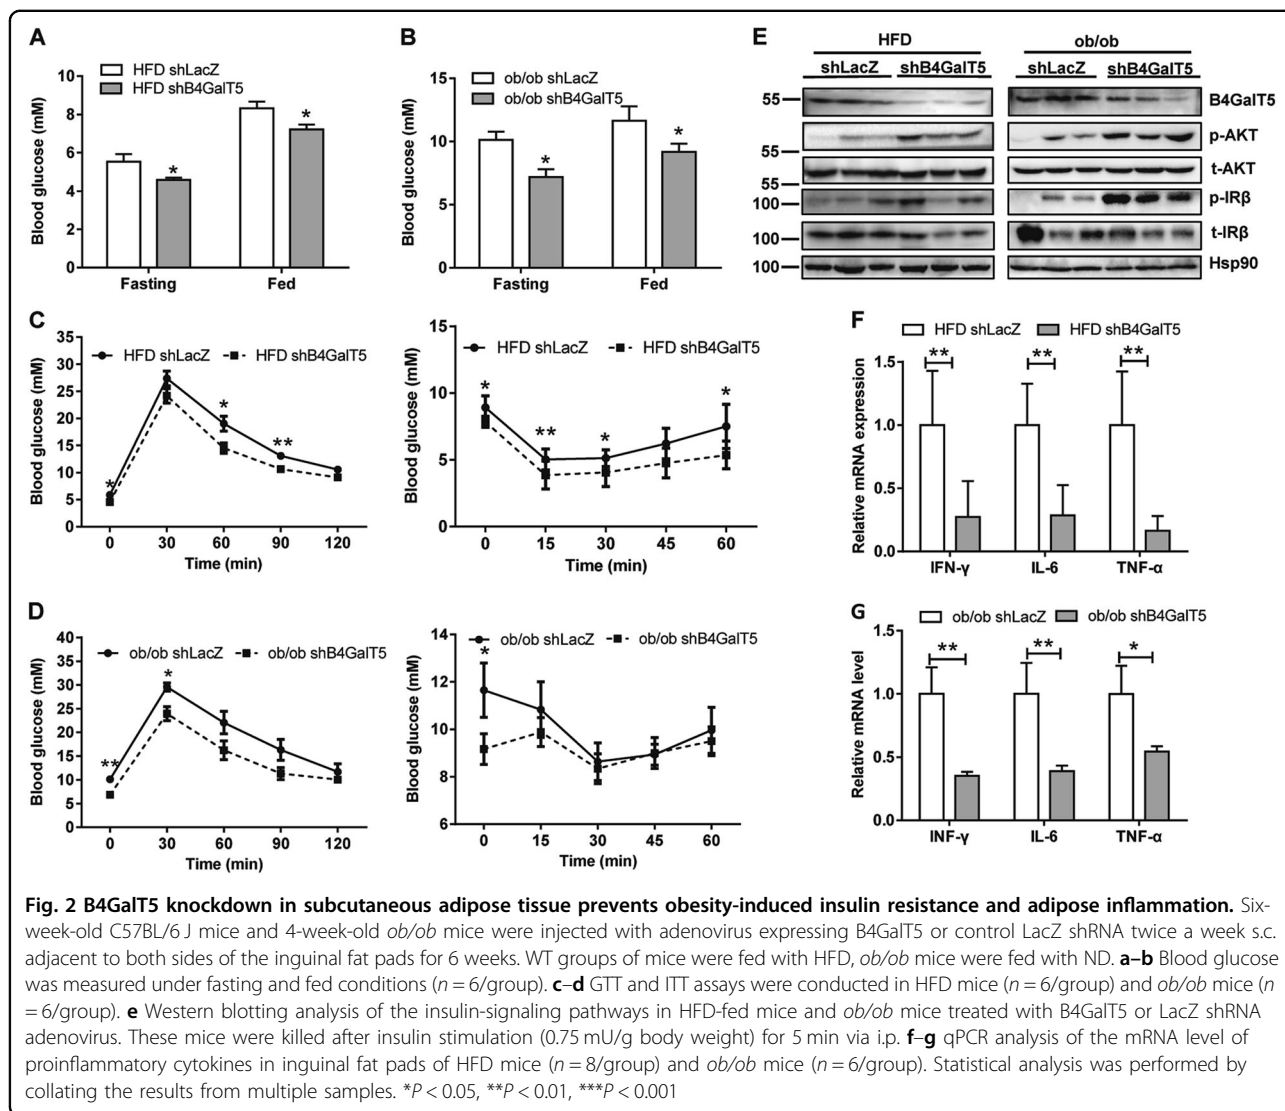 A
HFD shLacZ
HFD shB4GalT5
Blood glucose (mM)
10
8
6
4
2
0
*
*
Fasting
Fed
B
ob/ob shLacZ
ob/ob shB4GalT5
Blood glucose (mM)
15
10
5
0
*
*
Fasting
Fed
E
HFD
ob/ob
shLacZ shB4GalT5
shLacZ shB4GalT5
55
B4GalT5
55
p-AKT
55
t-AKT
100
p-IRβ
100
t-IRβ
100
Hsp90
C
HFD shLacZ
HFD shB4GalT5
Blood glucose (mM)
35
30
25
20
15
10
5
0
*
*
**
0 30 60 90 120
Time (min)
HFD shLacZ
HFD shB4GalT5
Blood glucose (mM)
15
10
5
0
*
**
*
*
0 15 30 45 60
Time (min)
F
HFD shLacZ
HFD shB4GalT5
Relative mRNA expression
1.5
1.0
0.5
0.0
**
**
**
IFN-γ IL-6 TNF-α
D
ob/ob shLacZ
ob/ob shB4GalT5
Blood glucose (mM)
40
35
30
25
20
15
10
5
0
**
*
0 30 60 90 120
Time (min)
ob/ob shLacZ
ob/ob shB4GalT5
Blood glucose (mM)
14
12
10
8
6
*
0 15 30 45 60
Time (min)
G
ob/ob shLacZ
ob/ob shB4GalT5
Relative mRNA level
1.5
1.0
0.5
0.0
**
**
*
INF-γ IL-6 TNF-α
Fig. 2 B4GalT5 knockdown in subcutaneous adipose tissue prevents obesity-induced insulin resistance and adipose inflammation. Six-
week-old C57BL/6 J mice and 4-week-old ob/ob mice were injected with adenovirus expressing B4GalT5 or control LacZ shRNA twice a week s.c.
adjacent to both sides of the inguinal fat pads for 6 weeks. WT groups of mice were fed with HFD, ob/ob mice were fed with ND. a–b Blood glucose
was measured under fasting and fed conditions (n = 6/group). c–d GTT and ITT assays were conducted in HFD mice (n = 6/group) and ob/ob mice (n
= 6/group). e Western blotting analysis of the insulin-signaling pathways in HFD-fed mice and ob/ob mice treated with B4GalT5 or LacZ shRNA
adenovirus. These mice were killed after insulin stimulation (0.75 mU/g body weight) for 5 min via i.p. f–g qPCR analysis of the mRNA level of
proinflammatory cytokines in inguinal fat pads of HFD mice (n = 8/group) and ob/ob mice (n = 6/group). Statistical analysis was performed by
collating the results from multiple samples. *P < 0.05, **P < 0.01, ***P < 0.001